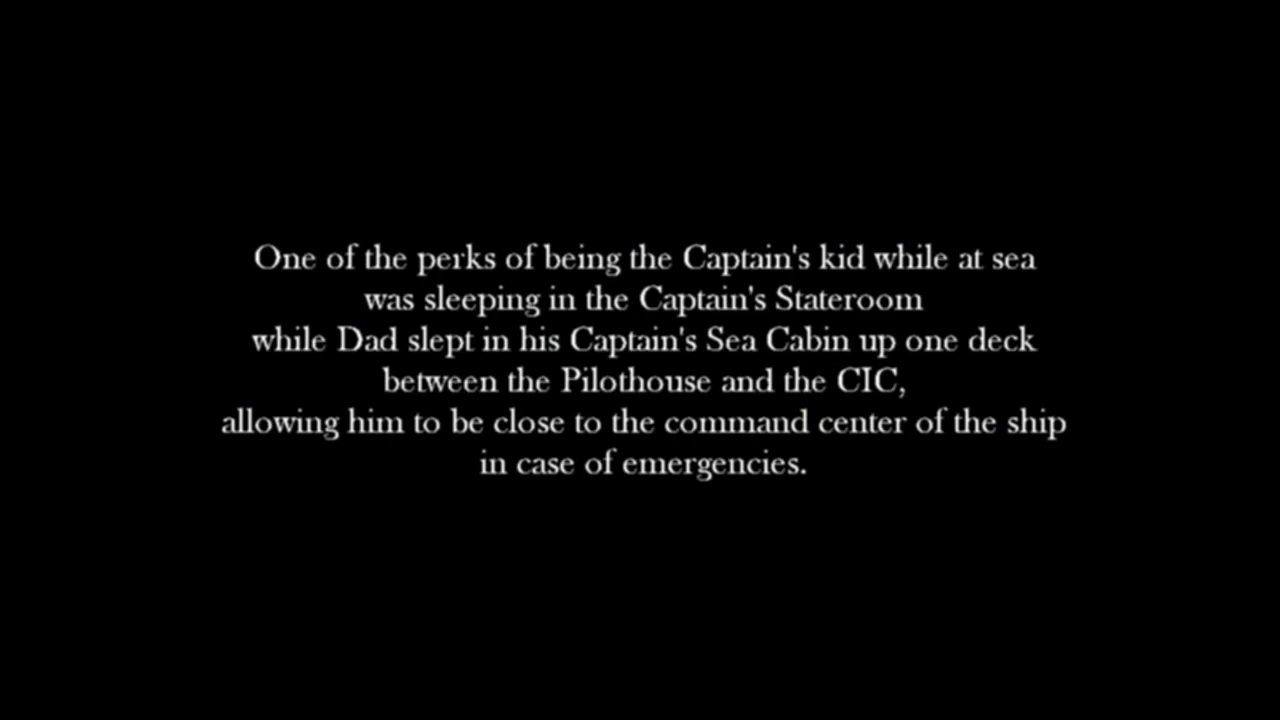 One of the perks of being the Captain's kid while at sea
was sleeping in the Captain's Stateroom
while Dad slept in his Captain's Sea Cabin up one deck
between the Pilothouse and the CIC,
allowing him to be close to the command center of the ship
in case of emergencies.